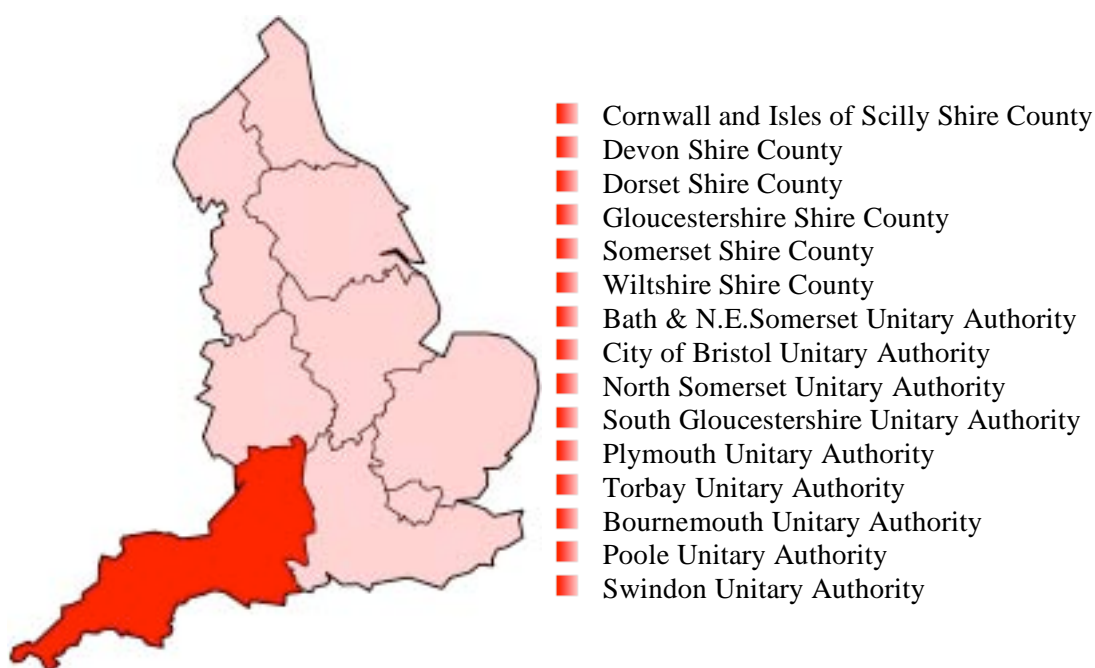 Cornwall and Isles of Scilly Shire County
Devon Shire County
Dorset Shire County
Gloucestershire Shire County
Somerset Shire County
Wiltshire Shire County
Bath & N.E.Somerset Unitary Authority
City of Bristol Unitary Authority
North Somerset Unitary Authority
South Gloucestershire Unitary Authority
Plymouth Unitary Authority
Torbay Unitary Authority
Bournemouth Unitary Authority
Poole Unitary Authority
Swindon Unitary Authority